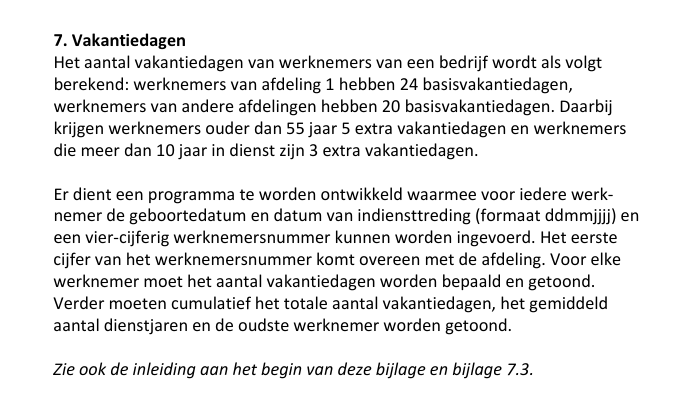 7. Vakantiedagen
Het aantal vakantiedagen van werknemers van een bedrijf wordt als volgt
berekend: werknemers van afdeling 1 hebben 24 basisvakantiedagen,
werknemers van andere afdelingen hebben 20 basisvakantiedagen. Daarbij
krijgen werknemers ouder dan 55 jaar 5 extra vakantiedagen en werknemers
die meer dan 10 jaar in dienst zijn 3 extra vakantiedagen.
Er dient een programma te worden ontwikkeld waarmee voor iedere werk-
nemer de geboortedatum en datum van indiensttreding (formaat ddmmjjjj) en
een vier-cijferig werknemersnummer kunnen worden ingevoerd. Het eerste
cijfer van het werknemersnummer komt overeen met de afdeling. Voor elke
werknemer moet het aantal vakantiedagen worden bepaald en getoond.
Verder moeten cumulatief het totale aantal vakantiedagen, het gemiddeld
aantal dienstjaren en de oudste werknemer worden getoond.
Zie ook de inleiding aan het begin van deze bijlage en bijlage 7.3.